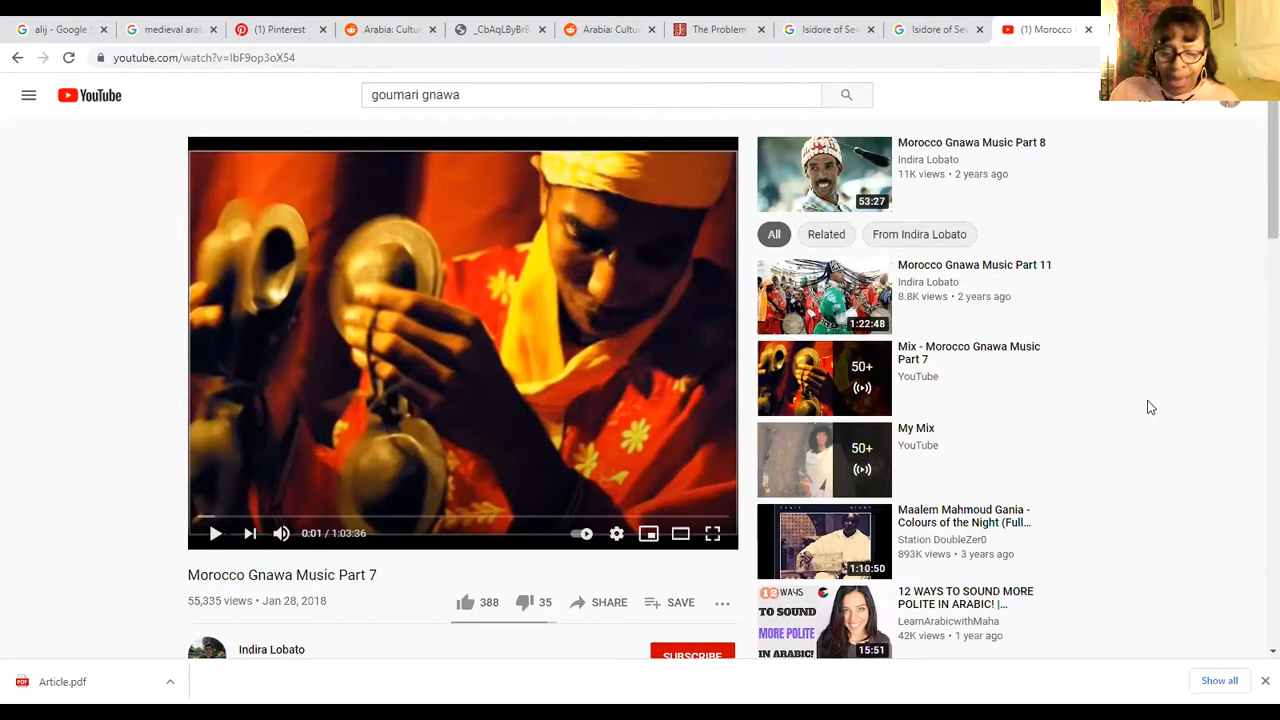 alij - Google
medieval arab
(1) Pinterest
Arabia: Cultu
_CbAqLByBrB
Arabia: Cultu
The Problem
Isidore of Sev
Isidore of Sev
(1) Morocco
youtube.com/watch?v=lbF9op3oX54
YouTube
goumari gnawa
Morocco Gnawa Music Part 8
Indira Lobato
11K views • 2 years ago
53:27
All
Related
From Indira Lobato
Morocco Gnawa Music Part 11
Indira Lobato
8.8K views • 2 years ago
1:22:48
Mix - Morocco Gnawa Music
Part 7
YouTube
50+
My Mix
YouTube
50+
Maalem Mahmoud Gania -
Colours of the Night (Full...
Station DoubleZer0
893K views • 3 years ago
1:10:50
12 WAYS TO SOUND MORE
POLITE IN ARABIC! |...
LearnArabicwithMaha
42K views • 1 year ago
12 WAYS
TO SOUND
MORE POLITE
IN ARABIC!
15:51
0:01 / 1:03:36
Morocco Gnawa Music Part 7
55,335 views • Jan 28, 2018
388
35
SHARE
SAVE
Indira Lobato
SUBSCRIBE
Article.pdf
Show all